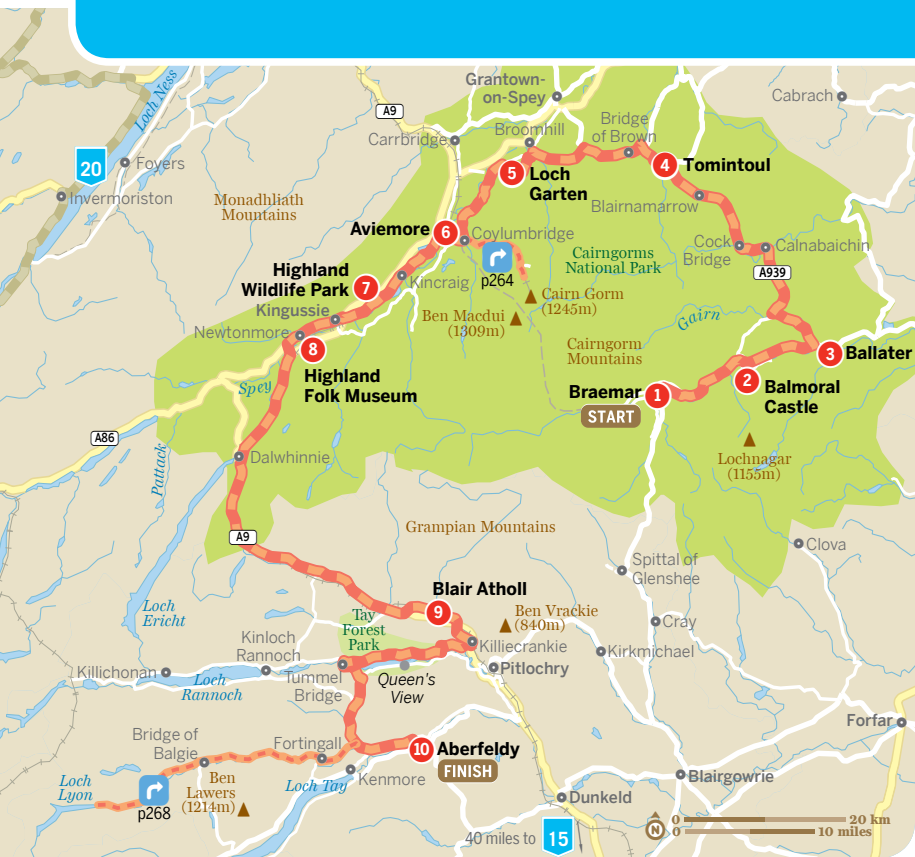 Grantown-
on-Spey
Cabrach
A9
Carrbridge
Broomhill
Bridge
of Brown
Loch Ness
20
Foyers
Invermoriston
5 Loch
Garten
4 Tomintoul
Monadhliath
Mountains
Blairnamarrow
Aviemore 6
Coylumbridge
p264
Cairngorms
National Park
Cock
Bridge
Calnabaichin
A939
Highland
Wildlife Park 7
Kincraig
Cairn Gorm
(1245m)
Ben Macdui
(1309m)
Kingussie
Newtonmore
Gairn
Cairngorm
Mountains
8
Highland
Folk Museum
3 Ballater
2
Balmoral
Castle
Braemar 1
START
Spey
A86
Lochnagar
(1155m)
Pattack
Dalwhinnie
A9
Grampian Mountains
Clova
Spittal of
Glenshee
Blair Atholl
9
Ben Vrackie
(840m)
Loch
Ericht
Tay
Forest
Park
Cray
Kinloch
Rannoch
Killiecrankie
Kirkmichael
Killichonan
Loch
Rannoch
Tummel
Bridge
Queen's
View
Pitlochry
Forfar
Bridge of
Balgie
Fortingall
10 Aberfeldy
FINISH
Loch
Lyon
p268
Ben
Lawers
(1214m)
Loch Tay
Kenmore
Blairgowrie
Dunkeld
40 miles to 15
N
0 20 km
0 10 miles